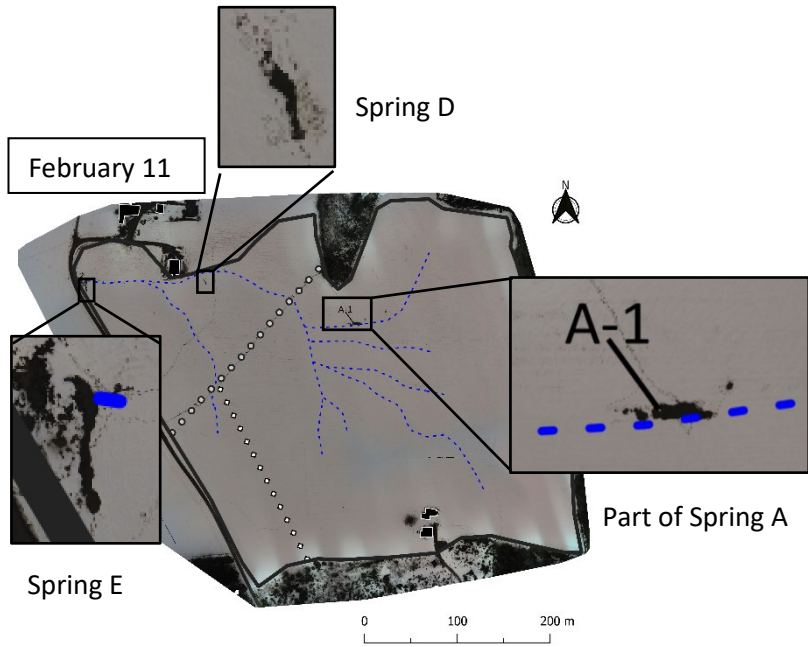 Spring D
February 11
N
A-1
A-1
Part of Spring A
Spring E
0 100 200 m